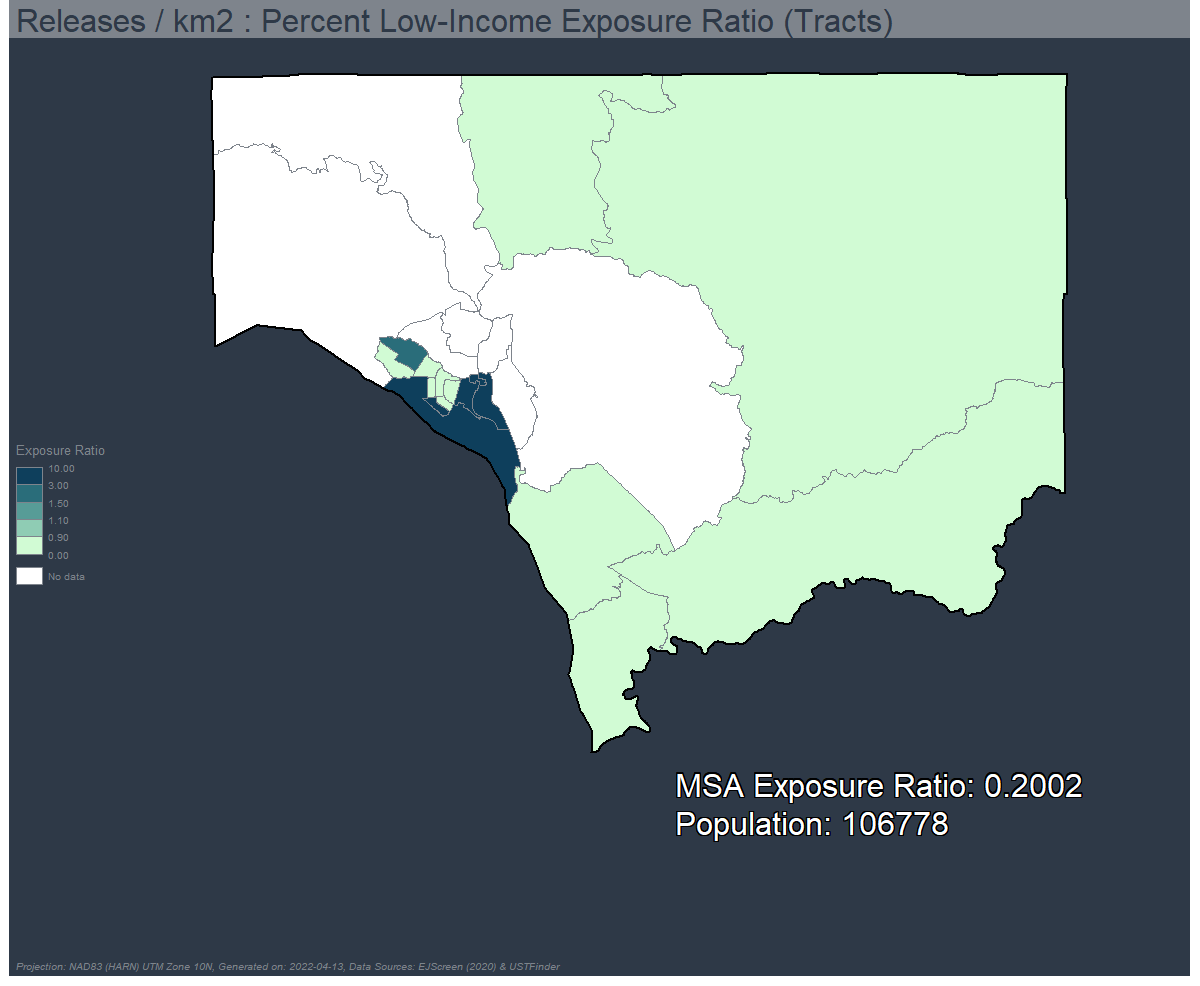 Releases / km2 : Percent Low-Income Exposure Ratio (Tracts)
Exposure Ratio
10.00
3.00
1.50
1.10
0.90
0.00
No data
MSA Exposure Ratio: 0.2002
Population: 106778
Projection: NAD83 (HARN) UTM Zone 10N, Generated on: 2022-04-13, Data Sources: EJScreen (2020) & USTFinder